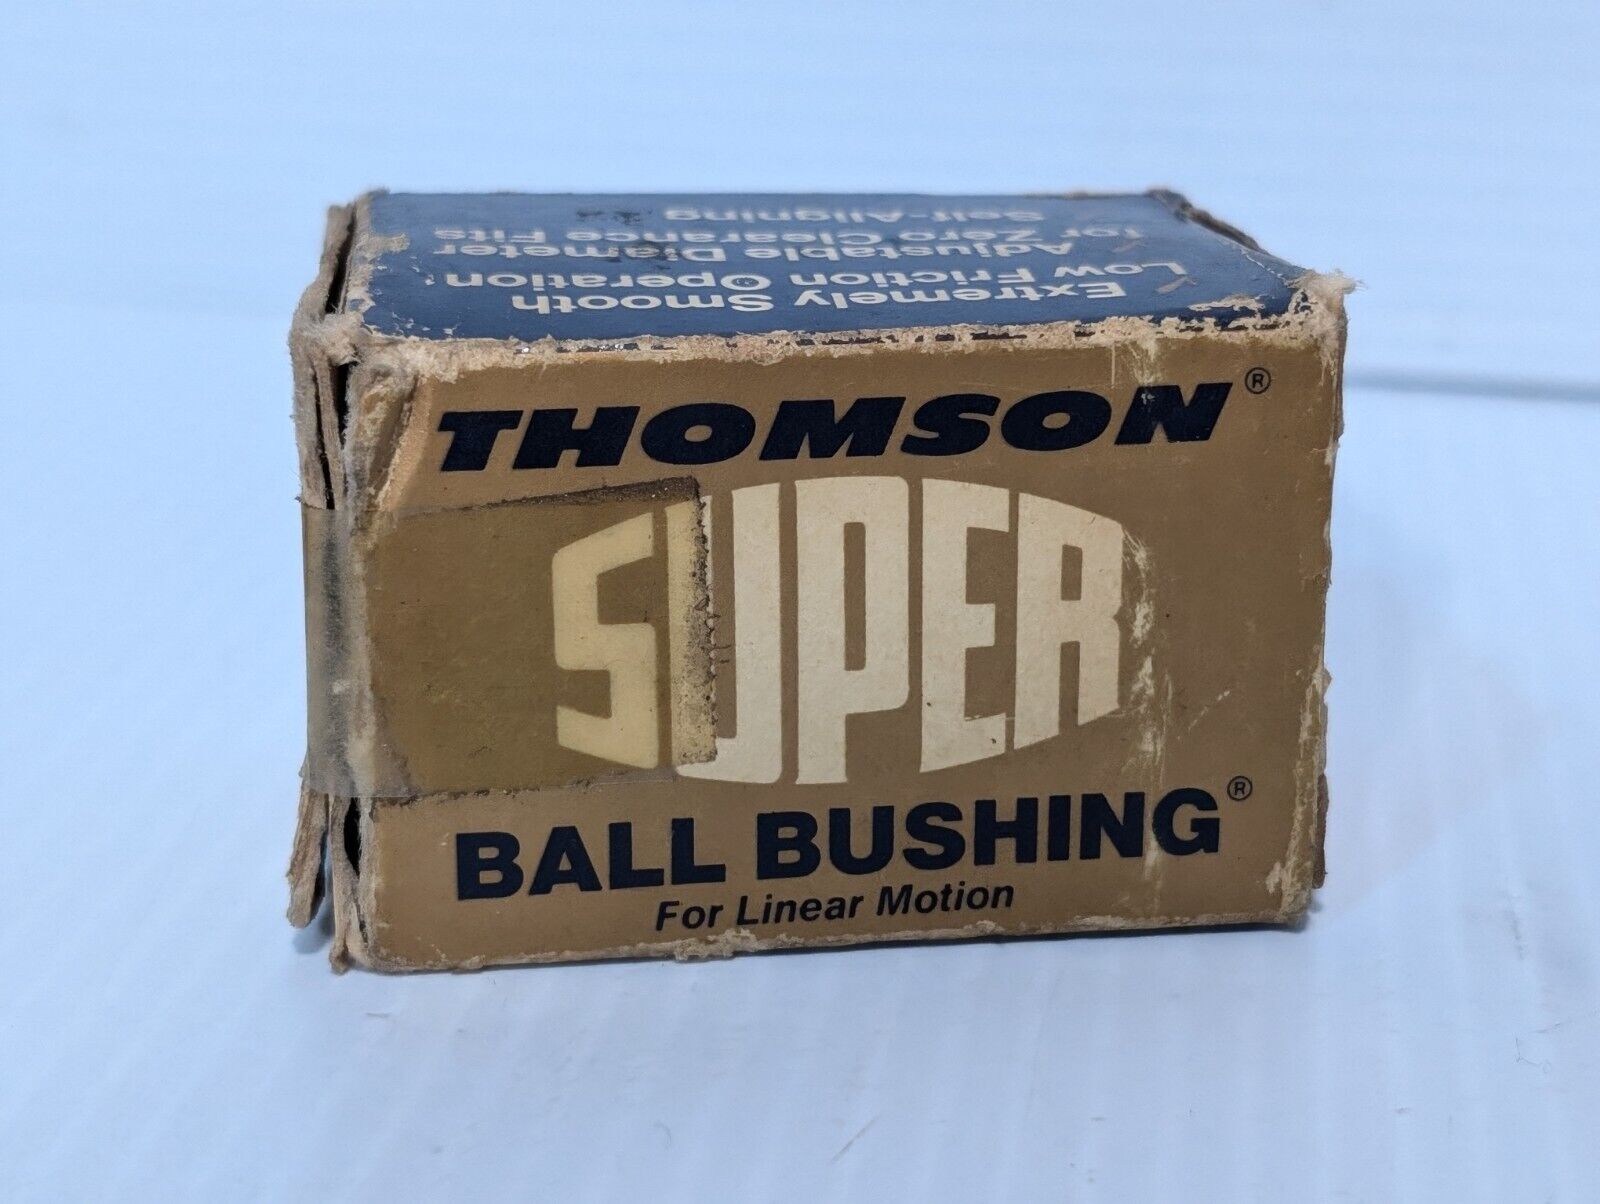 THOMSON®
SUPER
BALL BUSHING®
For Linear Motion
Extremely Smooth
✓ Low Friction Operation
Adjustable Diameter
✓ for Zero Clearance Fits
Self-Aligning